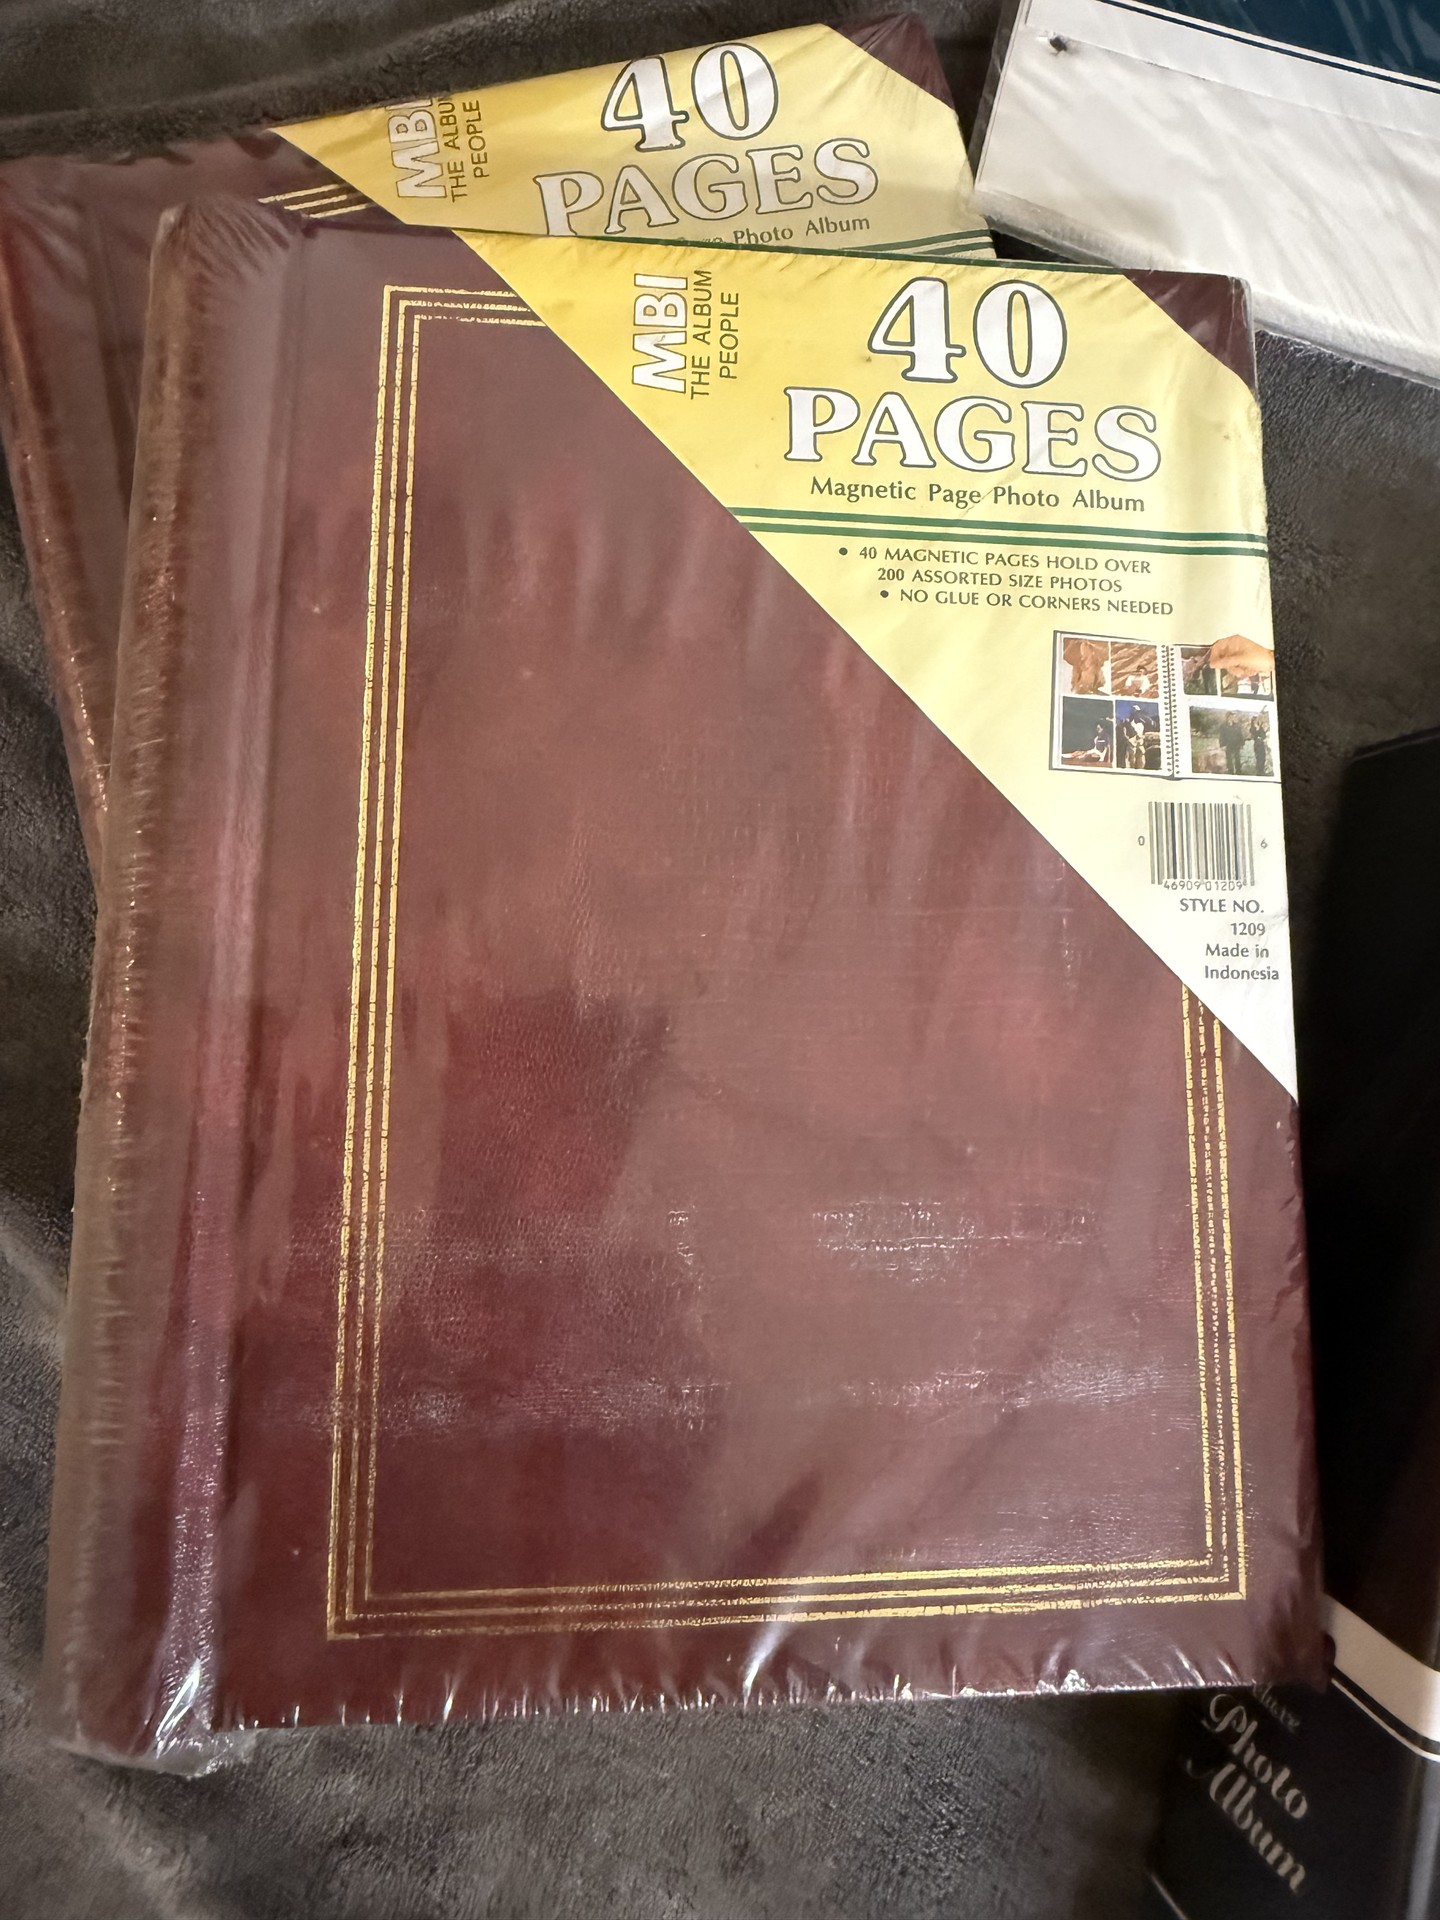 MBI
THE ALBUM
PEOPLE
40
PAGES
Photo Album
MBI
THE ALBUM
PEOPLE
40
PAGES
Magnetic Page Photo Album
• 40 MAGNETIC PAGES HOLD OVER
200 ASSORTED SIZE PHOTOS
• NO GLUE OR CORNERS NEEDED
0 46909 01209 6
STYLE NO.
1209
Made in
Indonesia
Photo
Album